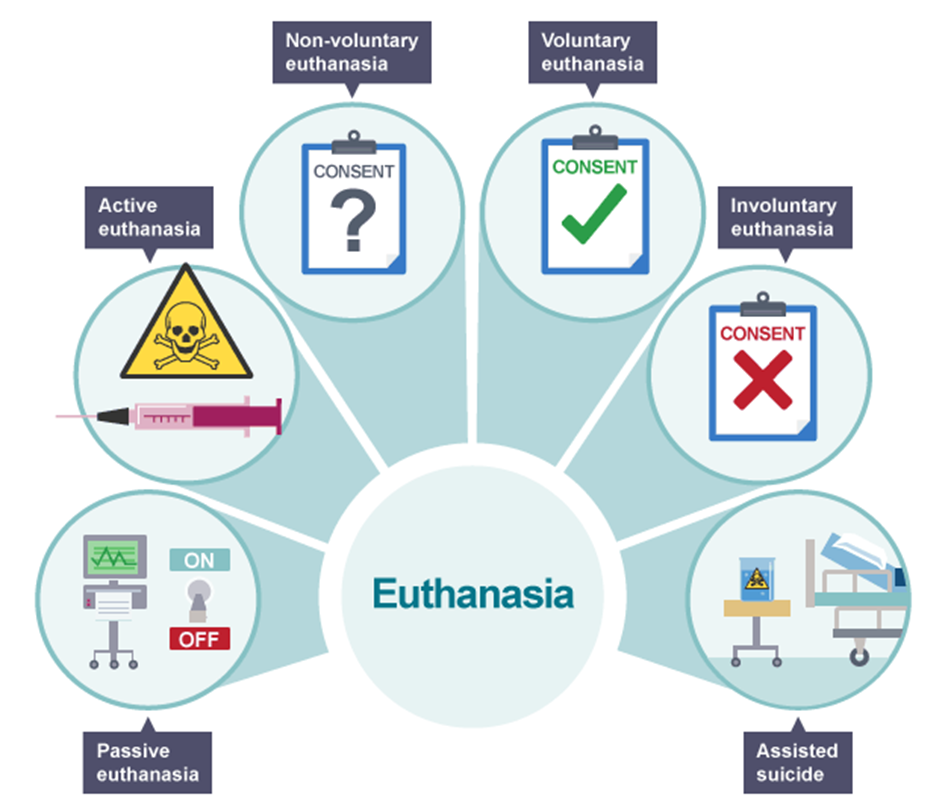 Non-voluntary
euthanasia
Voluntary
euthanasia
CONSENT
?
CONSENT
Active
euthanasia
Involuntary
euthanasia
CONSENT
ON
OFF
Euthanasia
Passive
euthanasia
Assisted
suicide